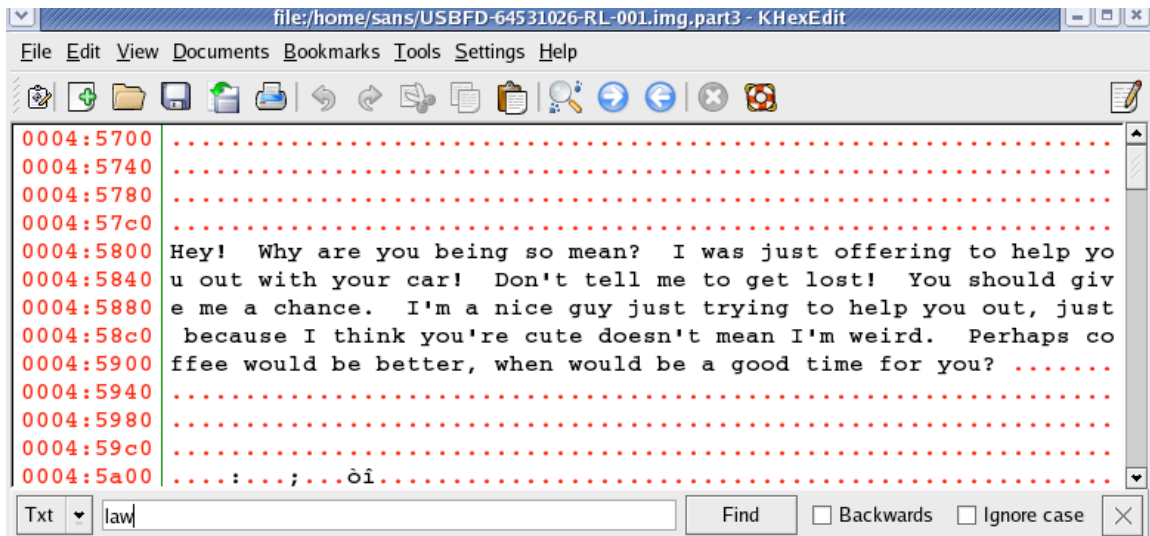 file:/home/sans/USBFD-64531026-RL-001.img.part3 - KHexEdit
File Edit View Documents Bookmarks Tools Settings Help
0004:5700 ................................................................
0004:5740 ................................................................
0004:5780 ................................................................
0004:57c0 ................................................................
0004:5800 Hey!  Why are you being so mean?  I was just offering to help yo
0004:5840 u out with your car!  Don't tell me to get lost!  You should giv
0004:5880 e me a chance.  I'm a nice guy just trying to help you out, just
0004:58c0  because I think you're cute doesn't mean I'm weird.  Perhaps co
0004:5900 ffee would be better, when would be a good time for you? .......
0004:5940 ................................................................
0004:5980 ................................................................
0004:59c0 ................................................................
0004:5a00 ....:...;...òî..................................................
Txt law Find Backwards Ignore case